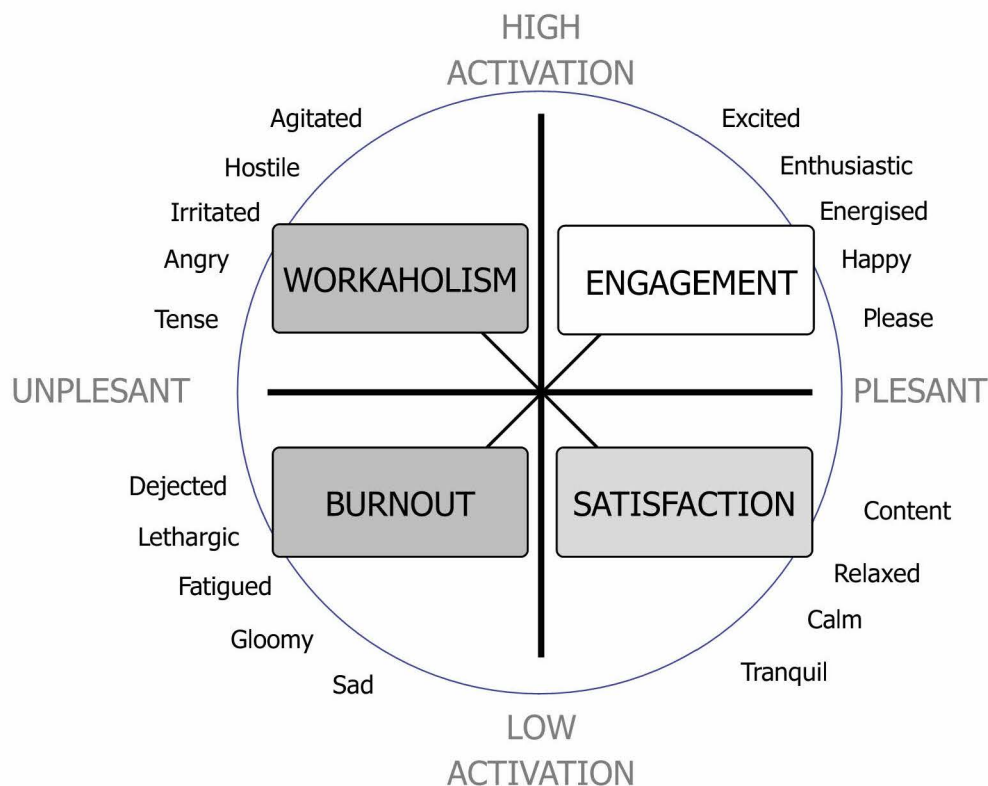 HIGH
ACTIVATION
Agitated
Excited
Hostile
Enthusiastic
Irritated
Energised
Angry
Happy
WORKAHOLISM
ENGAGEMENT
Tense
Please
UNPLESANT
PLESANT
Dejected
BURNOUT
SATISFACTION
Content
Lethargic
Relaxed
Fatigued
Calm
Gloomy
Tranquil
Sad
LOW
ACTIVATION